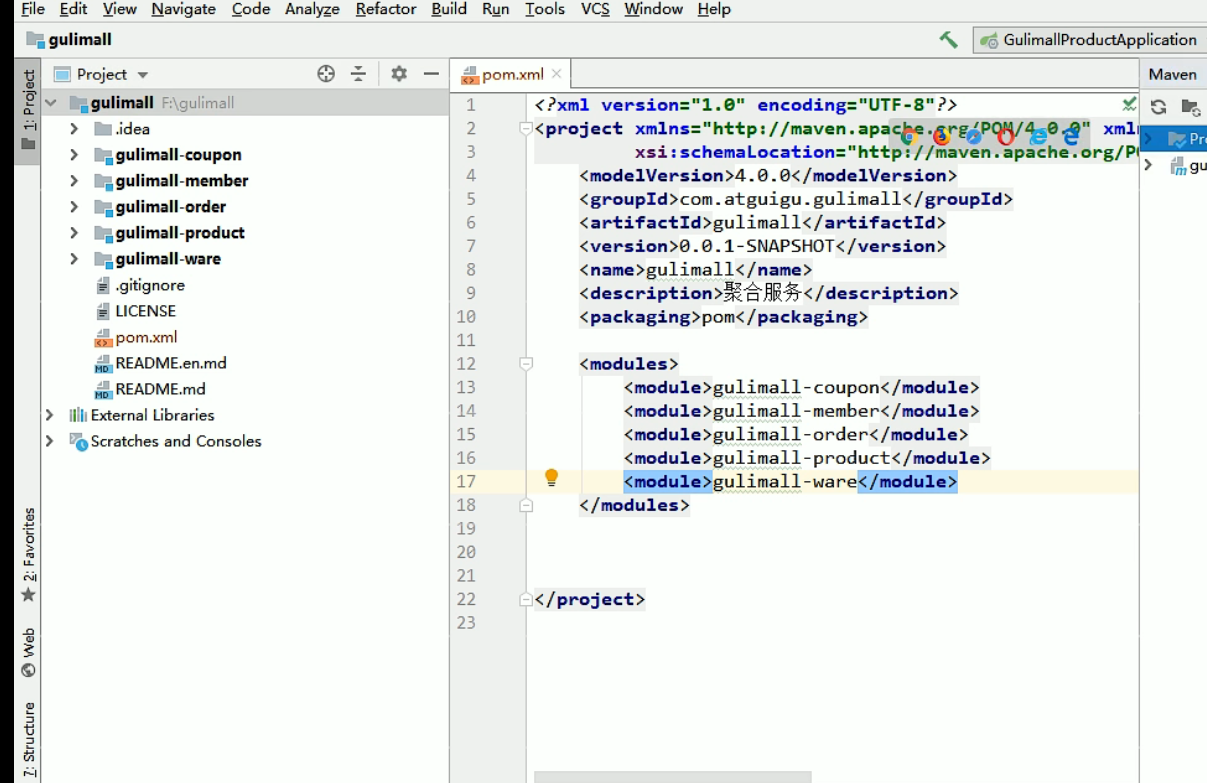 File Edit View Navigate Code Analyze Refactor Build Run Tools VCS Window Help
gulimall GulimallProductApplication
1: Project
Project
pom.xml
Maven
gulimall F:\gulimall
.idea
gulimall-coupon
gulimall-member
gulimall-order
gulimall-product
gulimall-ware
.gitignore
LICENSE
pom.xml
README.en.md
README.md
External Libraries
Scratches and Consoles
2: Favorites
Web
7: Structure
1 <?xml version="1.0" encoding="UTF-8"?>
2 <project xmlns="http://maven.apache.org/POM/4.0.0" xml
3 xsi:schemaLocation="http://maven.apache.org/PO
4 <modelVersion>4.0.0</modelVersion>
5 <groupId>com.atguigu.gulimall</groupId>
6 <artifactId>gulimall</artifactId>
7 <version>0.0.1-SNAPSHOT</version>
8 <name>gulimall</name>
9 <description>聚合服务</description>
10 <packaging>pom</packaging>
11
12 <modules>
13 <module>gulimall-coupon</module>
14 <module>gulimall-member</module>
15 <module>gulimall-order</module>
16 <module>gulimall-product</module>
17 <module>gulimall-ware</module>
18 </modules>
19
20
21
22 </project>
23
Pro
gu